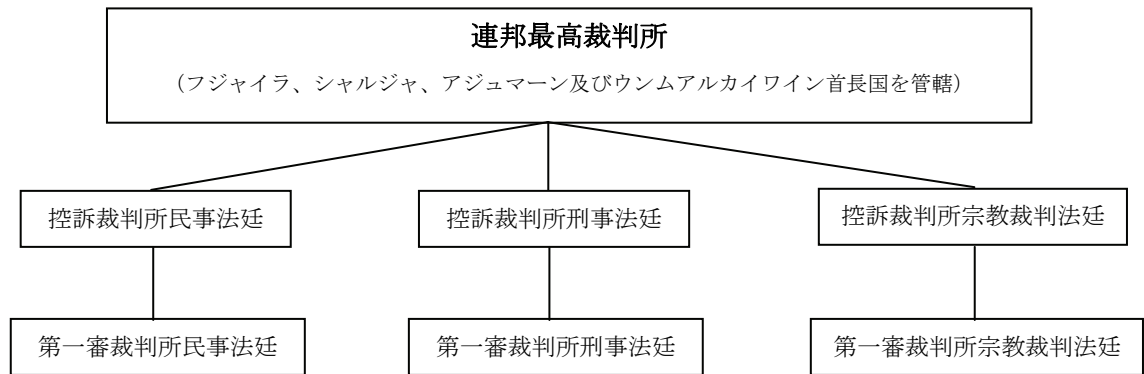 連邦最高裁判所
（フジャイラ、シャルジャ、アジュマーン及びウンムアルカイワイン首長国を管轄）
控訴裁判所民事法廷
控訴裁判所刑事法廷
控訴裁判所宗教裁判法廷
第一審裁判所民事法廷
第一審裁判所刑事法廷
第一審裁判所宗教裁判法廷